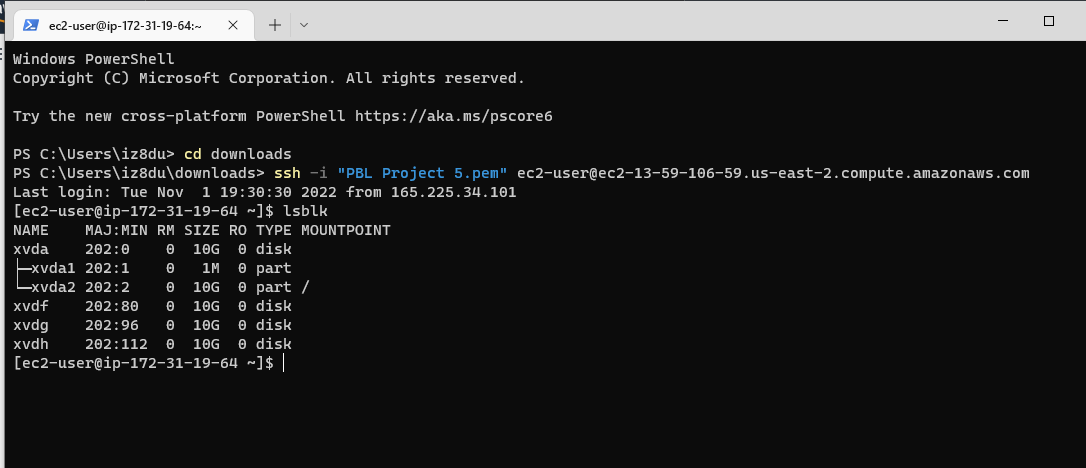 ec2-user@ip-172-31-19-64:~
Windows PowerShell
Copyright (C) Microsoft Corporation. All rights reserved.
Try the new cross-platform PowerShell https://aka.ms/pscore6
PS C:\Users\iz8du> cd downloads
PS C:\Users\iz8du\downloads> ssh -i "PBL Project 5.pem" ec2-user@ec2-13-59-106-59.us-east-2.compute.amazonaws.com
Last login: Tue Nov  1 19:30:30 2022 from 165.225.34.101
[ec2-user@ip-172-31-19-64 ~]$ lsblk
NAME    MAJ:MIN RM SIZE RO TYPE MOUNTPOINT
xvda    202:0    0  10G  0 disk
├─xvda1 202:1    0   1M  0 part
└─xvda2 202:2    0  10G  0 part /
xvdf    202:80   0  10G  0 disk
xvdg    202:96   0  10G  0 disk
xvdh    202:112  0  10G  0 disk
[ec2-user@ip-172-31-19-64 ~]$